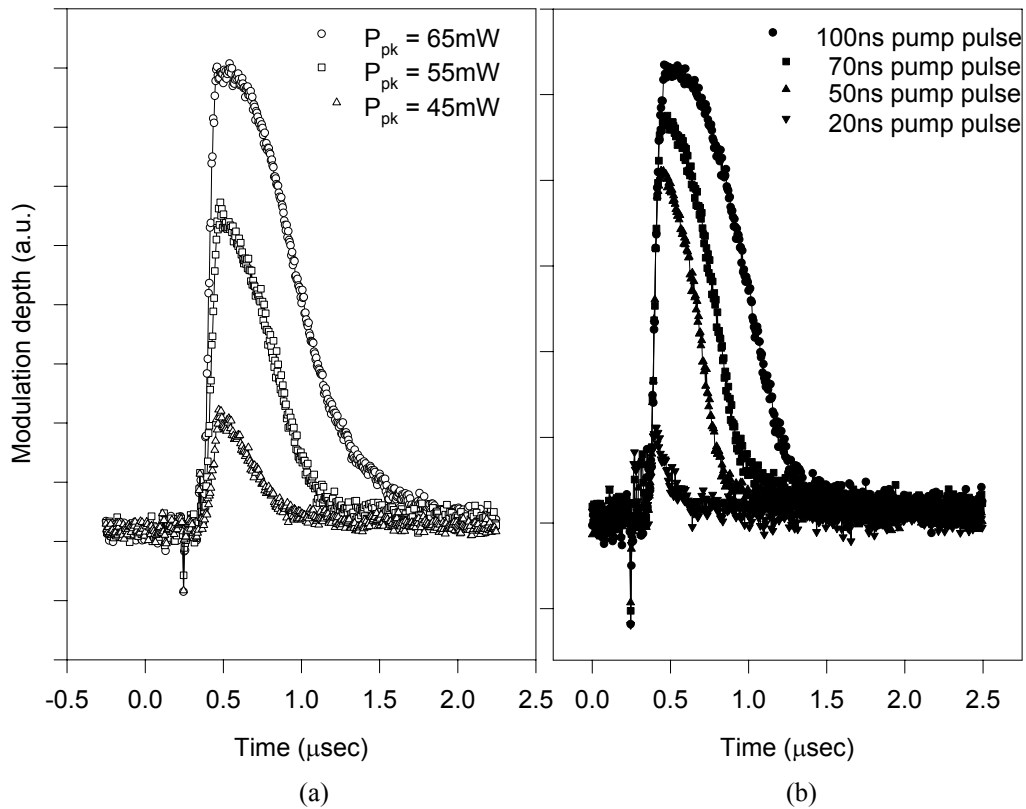 P_pk = 65mW
P_pk = 55mW
P_pk = 45mW
100ns pump pulse
70ns pump pulse
50ns pump pulse
20ns pump pulse
Modulation depth (a.u.)
-0.5 0.0 0.5 1.0 1.5 2.0 2.5
0.0 0.5 1.0 1.5 2.0 2.5
Time (μsec)
Time (μsec)
(a)
(b)